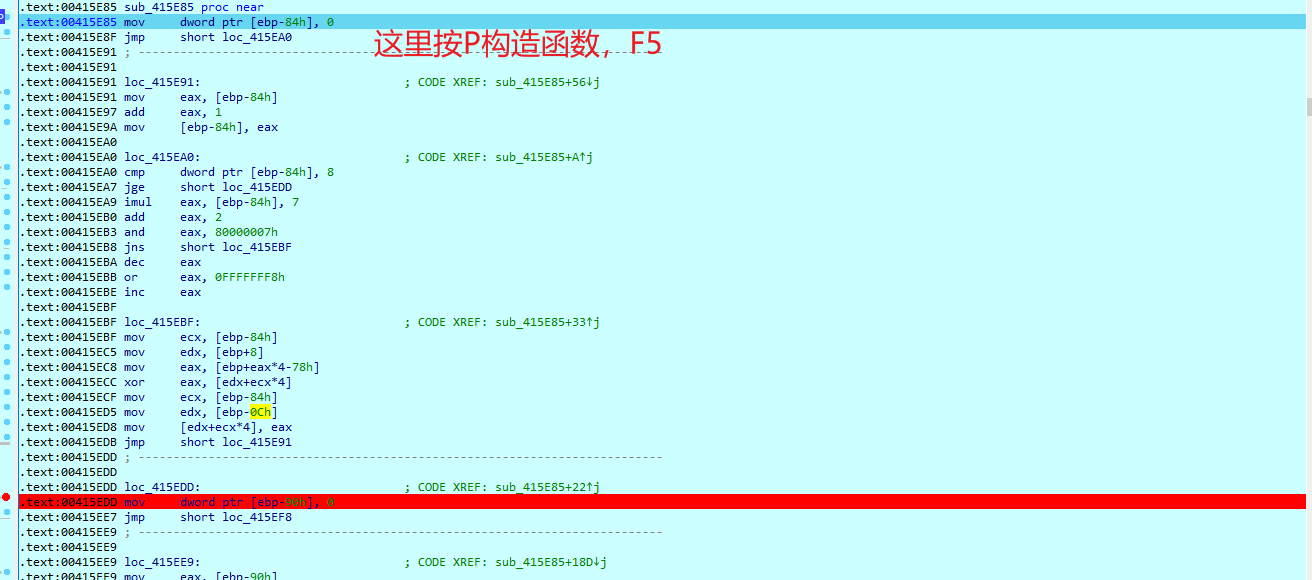 .text:00415E85 sub_415E85 proc near
.text:00415E85 mov     dword ptr [ebp-84h], 0
.text:00415E8F jmp     short loc_415EA0
这里按P构造函数，F5
.text:00415E91 ; ---------------------------------------------------------------------------
.text:00415E91
.text:00415E91 loc_415E91:                             ; CODE XREF: sub_415E85+56↓j
.text:00415E91 mov     eax, [ebp-84h]
.text:00415E97 add     eax, 1
.text:00415E9A mov     [ebp-84h], eax
.text:00415EA0
.text:00415EA0 loc_415EA0:                             ; CODE XREF: sub_415E85+A↑j
.text:00415EA0 cmp     dword ptr [ebp-84h], 8
.text:00415EA7 jge     short loc_415EDD
.text:00415EA9 imul    eax, [ebp-84h], 7
.text:00415EB0 add     eax, 2
.text:00415EB3 and     eax, 80000007h
.text:00415EB8 jns     short loc_415EBF
.text:00415EBA dec     eax
.text:00415EBB or      eax, 0FFFFFFF8h
.text:00415EBE inc     eax
.text:00415EBF
.text:00415EBF loc_415EBF:                             ; CODE XREF: sub_415E85+33↑j
.text:00415EBF mov     ecx, [ebp-84h]
.text:00415EC5 mov     edx, [ebp+8]
.text:00415EC8 mov     eax, [ebp+eax*4-78h]
.text:00415ECC xor     eax, [edx+ecx*4]
.text:00415ECF mov     ecx, [ebp-84h]
.text:00415ED5 mov     edx, [ebp-0Ch]
.text:00415ED8 mov     [edx+ecx*4], eax
.text:00415EDB jmp     short loc_415E91
.text:00415EDD ; ---------------------------------------------------------------------------
.text:00415EDD
.text:00415EDD loc_415EDD:                             ; CODE XREF: sub_415E85+22↑j
.text:00415EDD mov     dword ptr [ebp-90h], 0
.text:00415EE7 jmp     short loc_415EF8
.text:00415EE9 ; ---------------------------------------------------------------------------
.text:00415EE9
.text:00415EE9 loc_415EE9:                             ; CODE XREF: sub_415E85+18D↓j
.text:00415EE9 mov     eax, [ebp-90h]